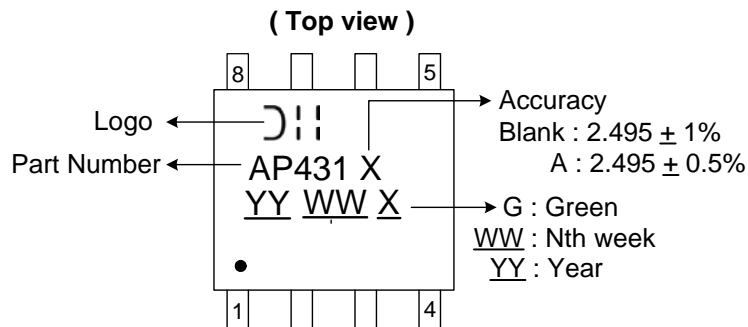 ( Top view )
8 5
Logo
Part Number
AP431 X
YY WW X
Accuracy
Blank : 2.495 ± 1%
A : 2.495 ± 0.5%
G : Green
WW : Nth week
YY : Year
1 4